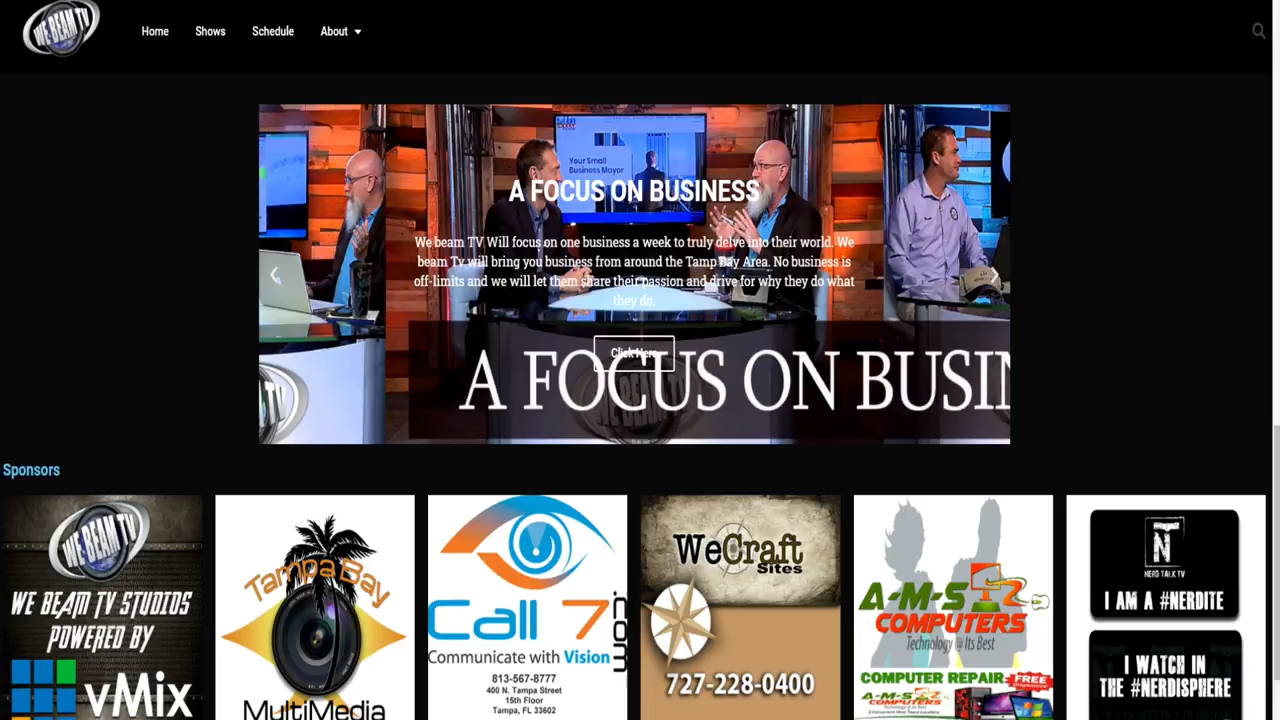 WE BEAM TV
Home
Shows
Schedule
About
Your Small
Business Mayor
A FOCUS ON BUSINESS
We beam TV Will focus on one business a week to truly delve into their world. We
beam Tv will bring you business from around the Tamp Bay Area. No business is
off-limits and we will let them share their passion and drive for why they do what
they do.
Click Here
A FOCUS ON BUSIN
Sponsors
WE BEAM TV
WE BEAM TV STUDIOS
POWERED BY
vMix
Tampa Bay
MultiMedia
Call 7.com
Communicate with Vision
813-567-8777
400 N. Tampa Street
15th Floor
Tampa, FL 33602
WeCraft
Sites
727-228-0400
A-M-S
COMPUTERS
Technology @ Its Best
COMPUTER REPAIR
FREE
A-M-S
COMPUTERS
N
NERD TALK TV
I AM A #NERDITE
I WATCH IN
THE #NERDISPHERE